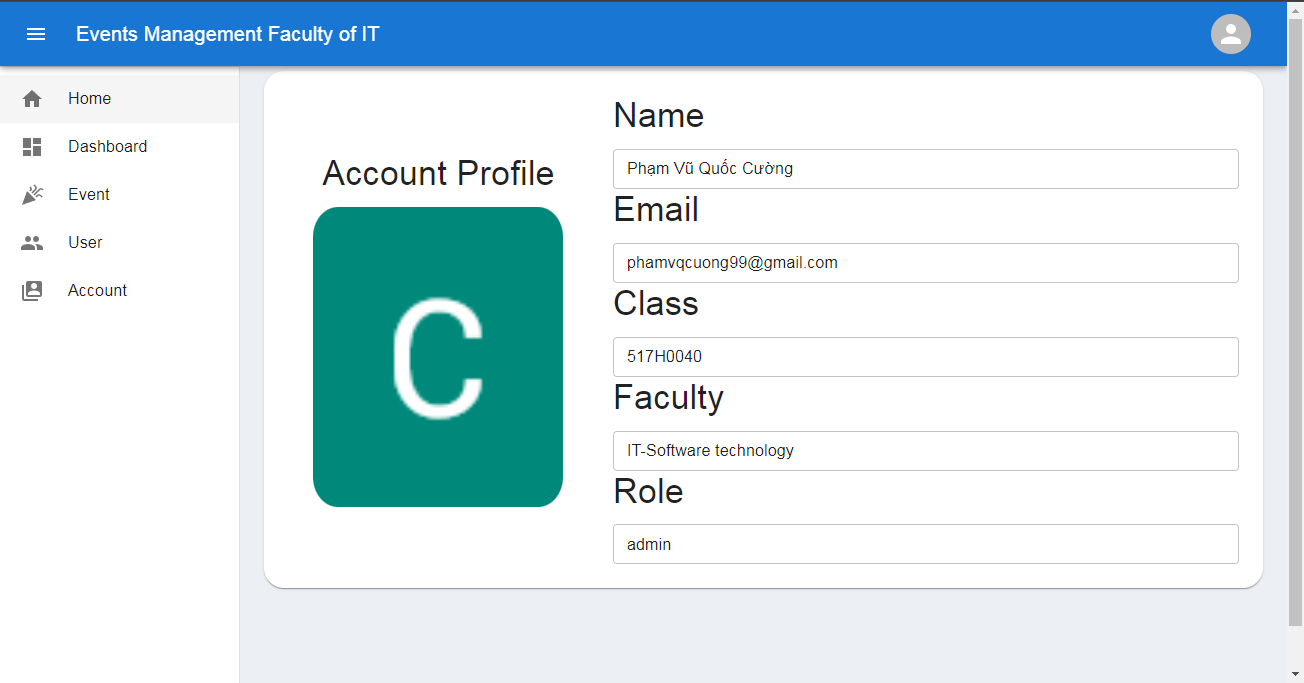 Events Management Faculty of IT
Home
Dashboard
Event
User
Account
Account Profile
C
Name
Phạm Vũ Quốc Cường
Email
phamvqcuong99@gmail.com
Class
517H0040
Faculty
IT-Software technology
Role
admin